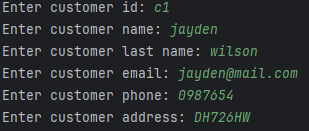 Enter customer id: c1
Enter customer name: jayden
Enter customer last name: wilson
Enter customer email: jayden@mail.com
Enter customer phone: 0987654
Enter customer address: DH726HW